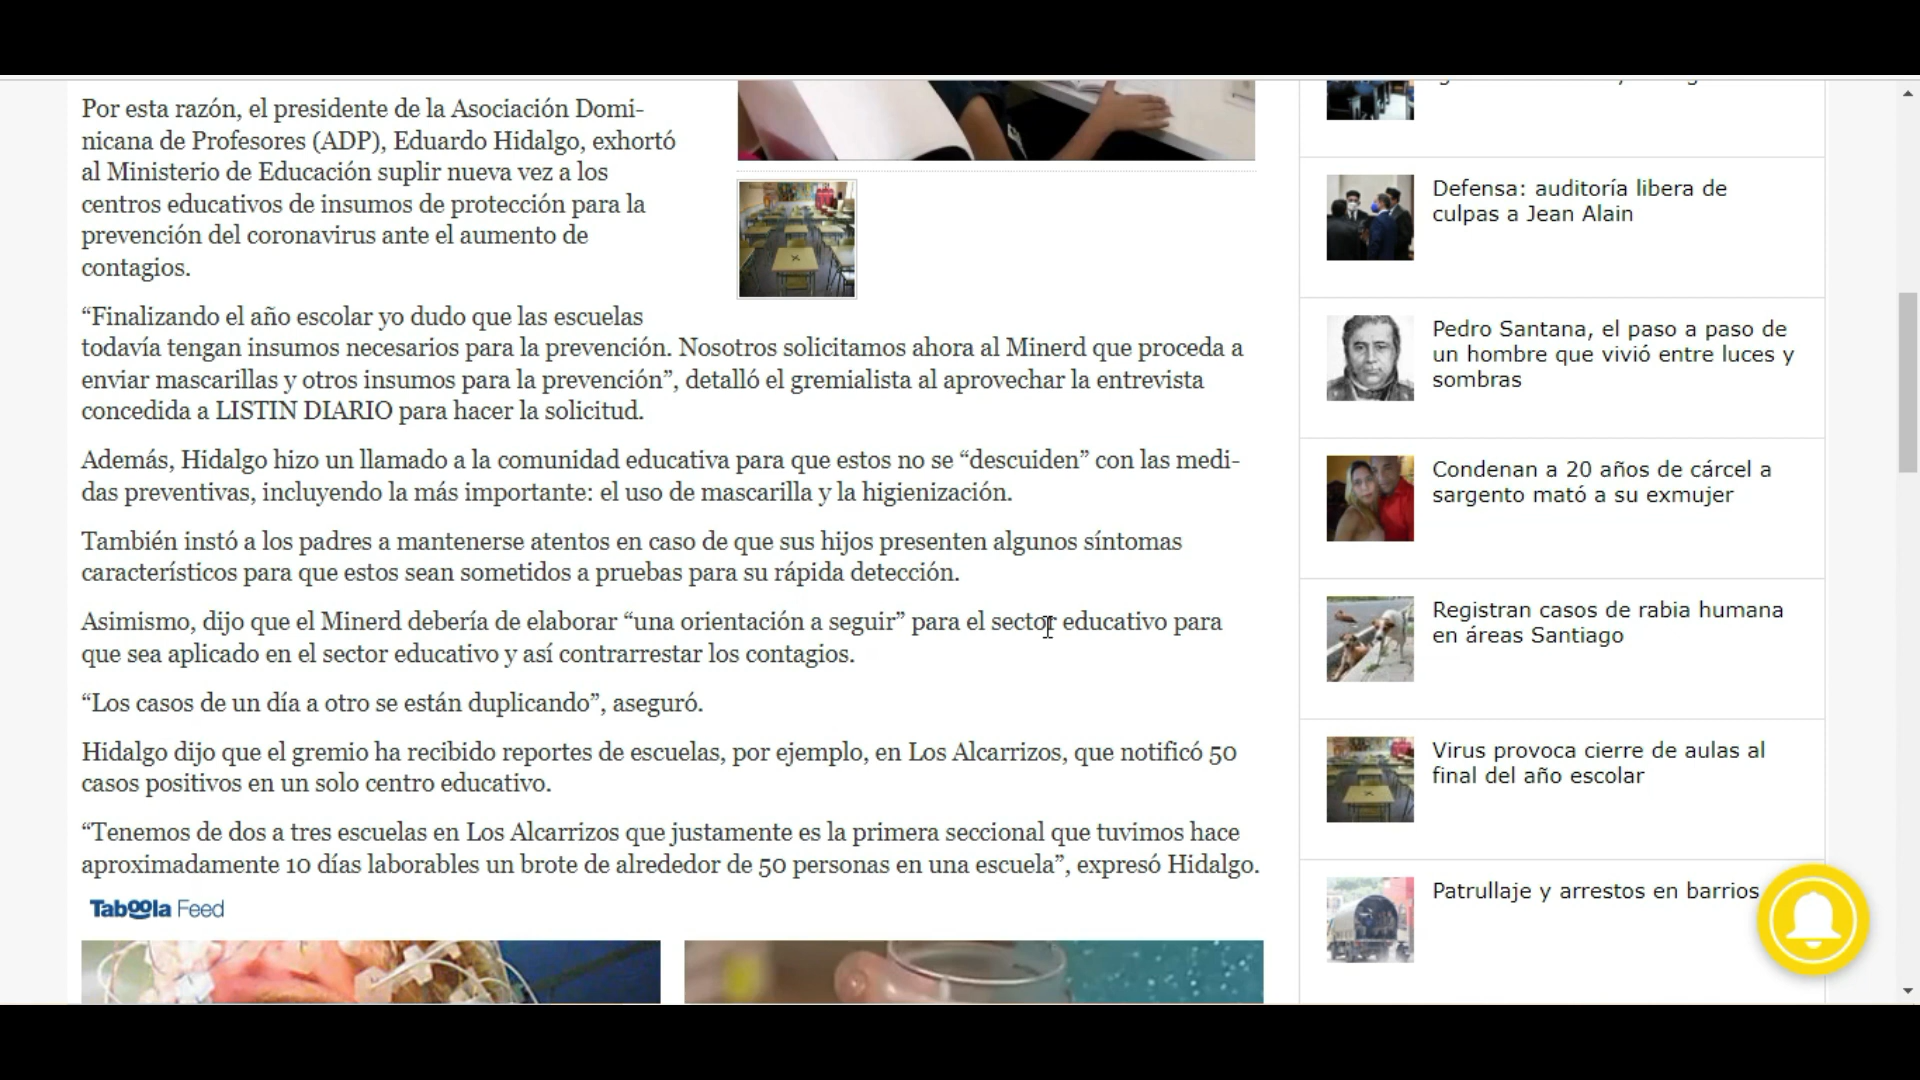 Por esta razón, el presidente de la Asociación Domi-
nicana de Profesores (ADP), Eduardo Hidalgo, exhortó
al Ministerio de Educación suplir nueva vez a los
centros educativos de insumos de protección para la
prevención del coronavirus ante el aumento de
contagios.
“Finalizando el año escolar yo dudo que las escuelas
todavía tengan insumos necesarios para la prevención. Nosotros solicitamos ahora al Minerd que proceda a
enviar mascarillas y otros insumos para la prevención”, detalló el gremialista al aprovechar la entrevista
concedida a LISTIN DIARIO para hacer la solicitud.
Además, Hidalgo hizo un llamado a la comunidad educativa para que estos no se “descuiden” con las medi-
das preventivas, incluyendo la más importante: el uso de mascarilla y la higienización.
También instó a los padres a mantenerse atentos en caso de que sus hijos presenten algunos síntomas
característicos para que estos sean sometidos a pruebas para su rápida detección.
Asimismo, dijo que el Minerd debería de elaborar “una orientación a seguir” para el sector educativo para
que sea aplicado en el sector educativo y así contrarrestar los contagios.
“Los casos de un día a otro se están duplicando”, aseguró.
Hidalgo dijo que el gremio ha recibido reportes de escuelas, por ejemplo, en Los Alcarrizos, que notificó 50
casos positivos en un solo centro educativo.
“Tenemos de dos a tres escuelas en Los Alcarrizos que justamente es la primera seccional que tuvimos hace
aproximadamente 10 días laborables un brote de alrededor de 50 personas en una escuela”, expresó Hidalgo.
Taboola Feed
Defensa: auditoría libera de
culpas a Jean Alain
Pedro Santana, el paso a paso de
un hombre que vivió entre luces y
sombras
Condenan a 20 años de cárcel a
sargento mató a su exmujer
Registran casos de rabia humana
en áreas Santiago
Virus provoca cierre de aulas al
final del año escolar
Patrullaje y arrestos en barrios